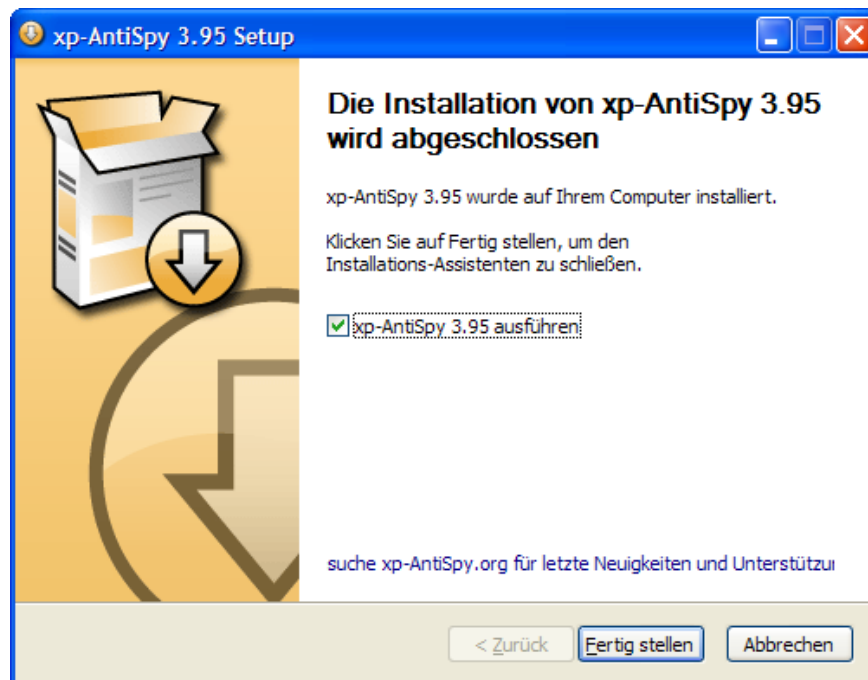 xp-AntiSpy 3.95 Setup
Die Installation von xp-AntiSpy 3.95
wird abgeschlossen
xp-AntiSpy 3.95 wurde auf Ihrem Computer installiert.
Klicken Sie auf Fertig stellen, um den
Installations-Assistenten zu schließen.
xp-AntiSpy 3.95 ausführen
suche xp-AntiSpy.org für letzte Neuigkeiten und
< Zurück
Fertig stellen
Abbrechen